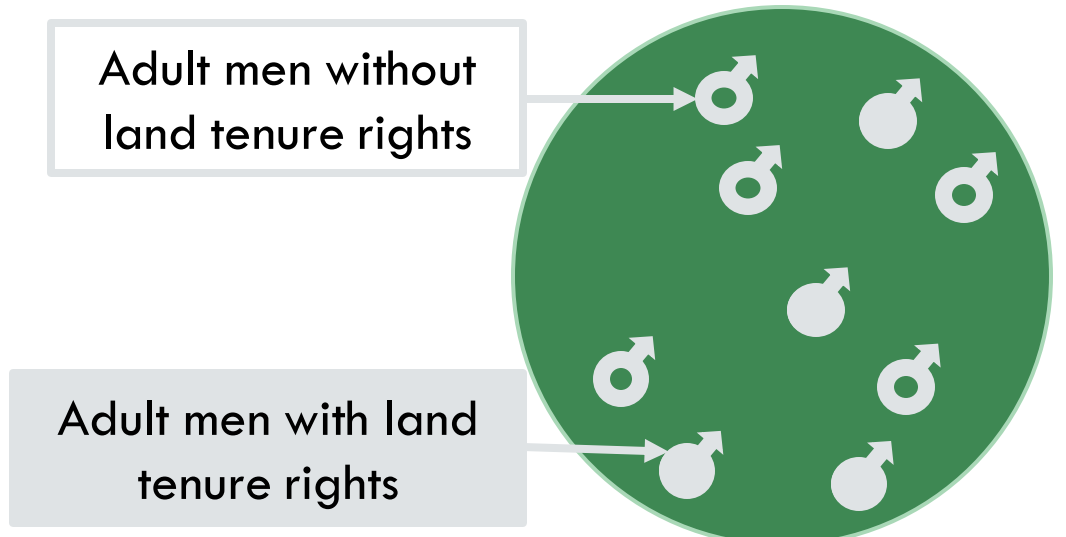 Adult men without
land tenure rights
Adult men with land
tenure rights